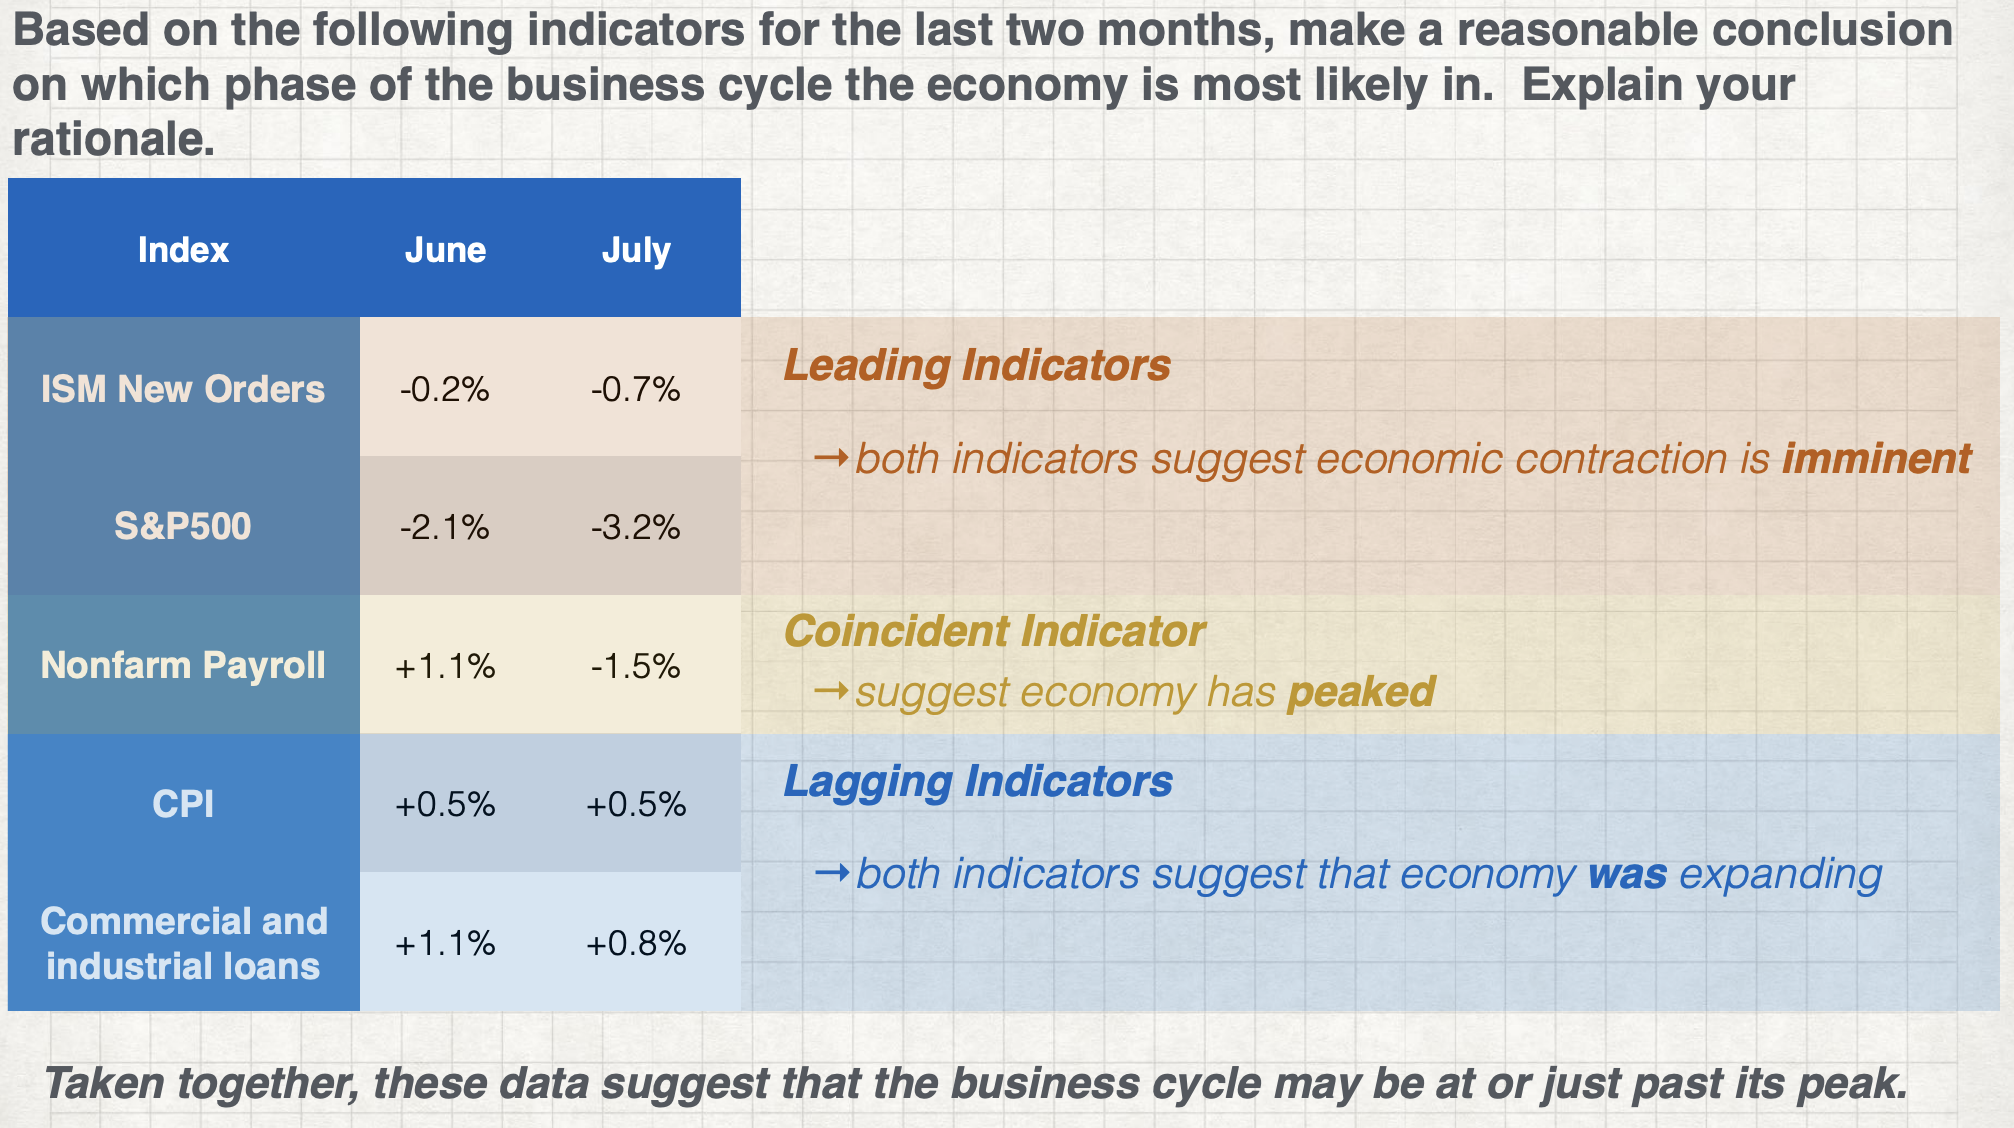 Based on the following indicators for the last two months, make a reasonable conclusion
on which phase of the business cycle the economy is most likely in.  Explain your
rationale.
Index June July
ISM New Orders -0.2% -0.7%
Leading Indicators
→both indicators suggest economic contraction is imminent
S&P500 -2.1% -3.2%
Nonfarm Payroll +1.1% -1.5%
Coincident Indicator
→suggest economy has peaked
CPI +0.5% +0.5%
Lagging Indicators
→both indicators suggest that economy was expanding
Commercial and
industrial loans +1.1% +0.8%
Taken together, these data suggest that the business cycle may be at or just past its peak.